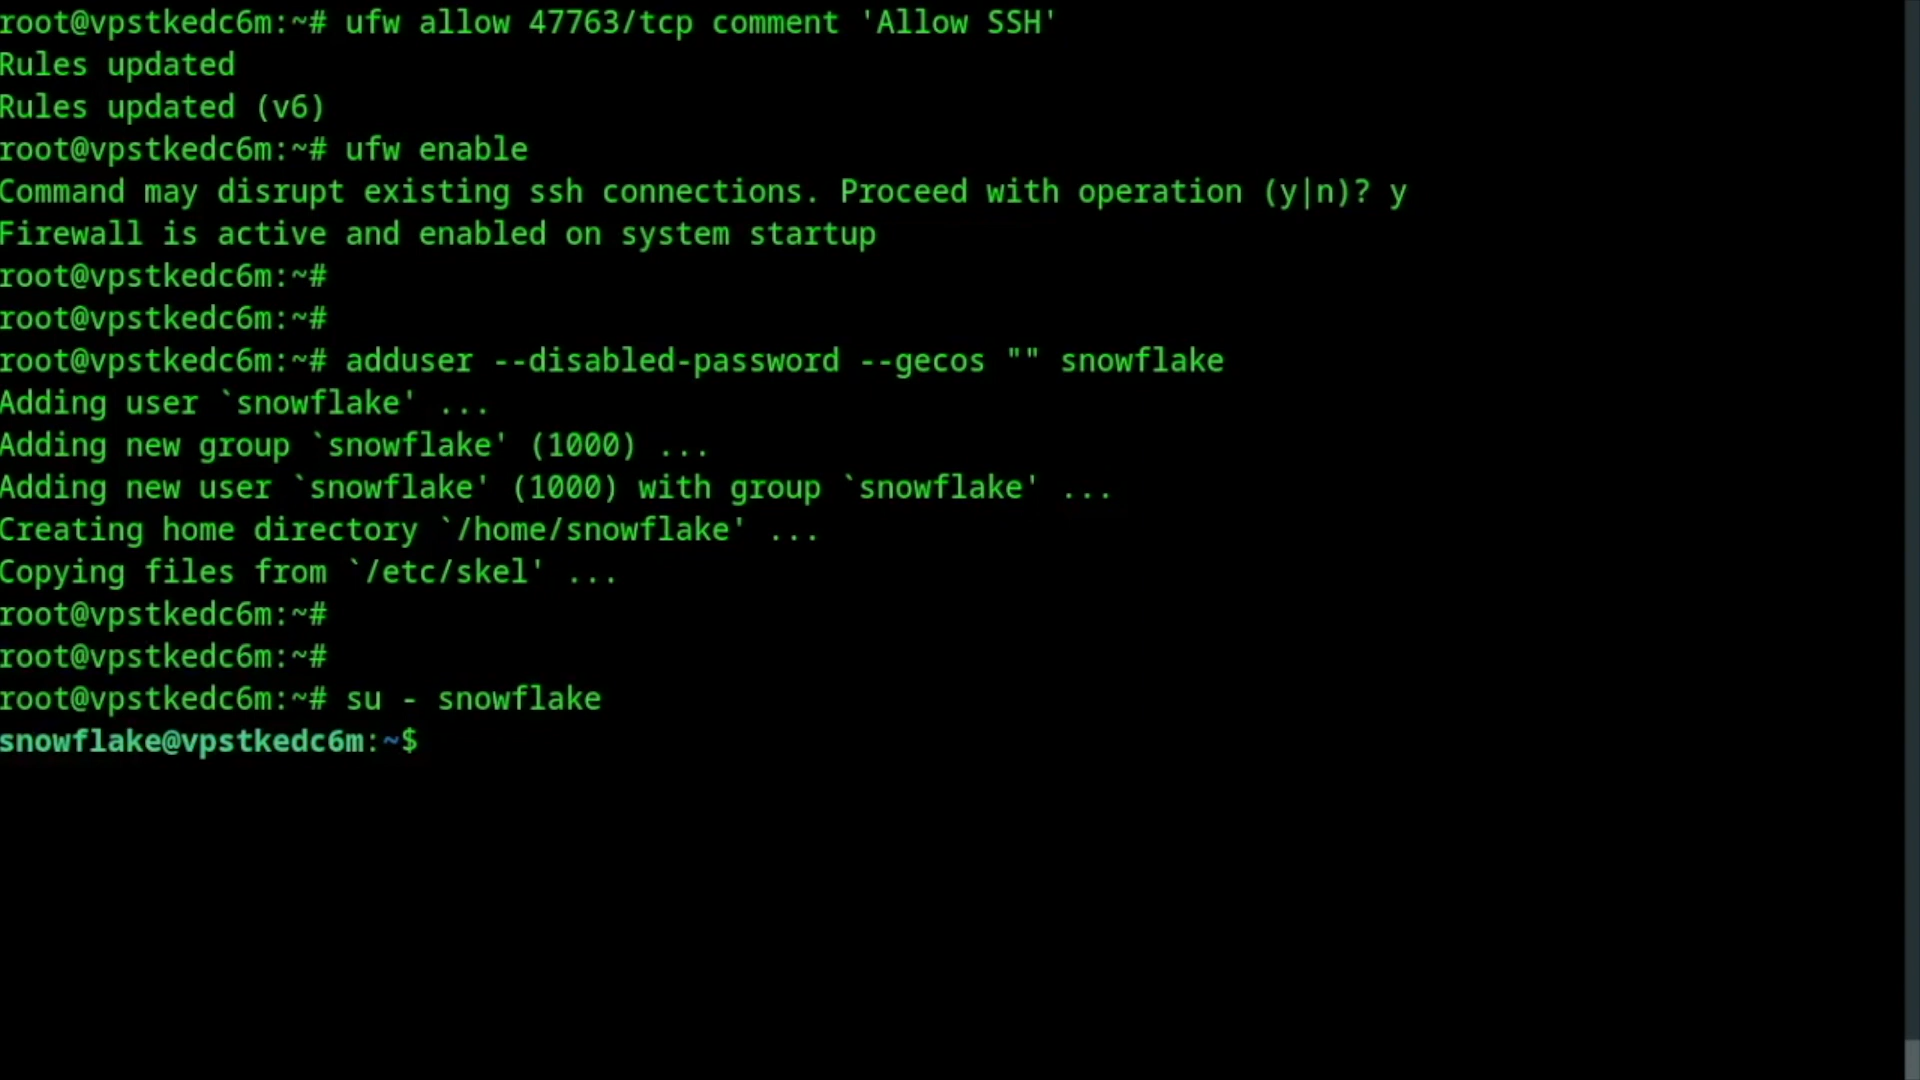 root@vpstkedc6m:~# ufw allow 47763/tcp comment 'Allow SSH'
Rules updated
Rules updated (v6)
root@vpstkedc6m:~# ufw enable
Command may disrupt existing ssh connections. Proceed with operation (y|n)? y
Firewall is active and enabled on system startup
root@vpstkedc6m:~#
root@vpstkedc6m:~#
root@vpstkedc6m:~# adduser --disabled-password --gecos "" snowflake
Adding user `snowflake' ...
Adding new group `snowflake' (1000) ...
Adding new user `snowflake' (1000) with group `snowflake' ...
Creating home directory `/home/snowflake' ...
Copying files from `/etc/skel' ...
root@vpstkedc6m:~#
root@vpstkedc6m:~#
root@vpstkedc6m:~# su - snowflake
snowflake@vpstkedc6m:~$